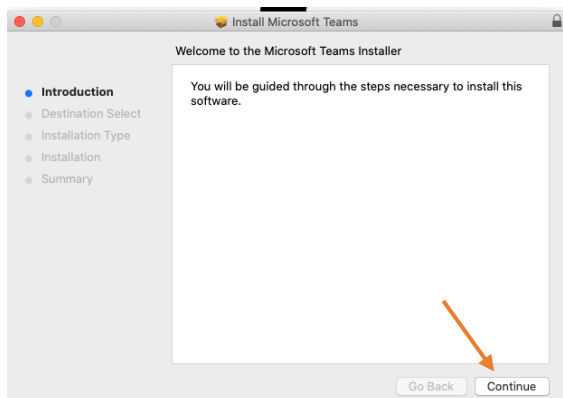 Install Microsoft Teams
Welcome to the Microsoft Teams Installer
Introduction
Destination Select
Installation Type
Installation
Summary
You will be guided through the steps necessary to install this
software.
Go Back
Continue